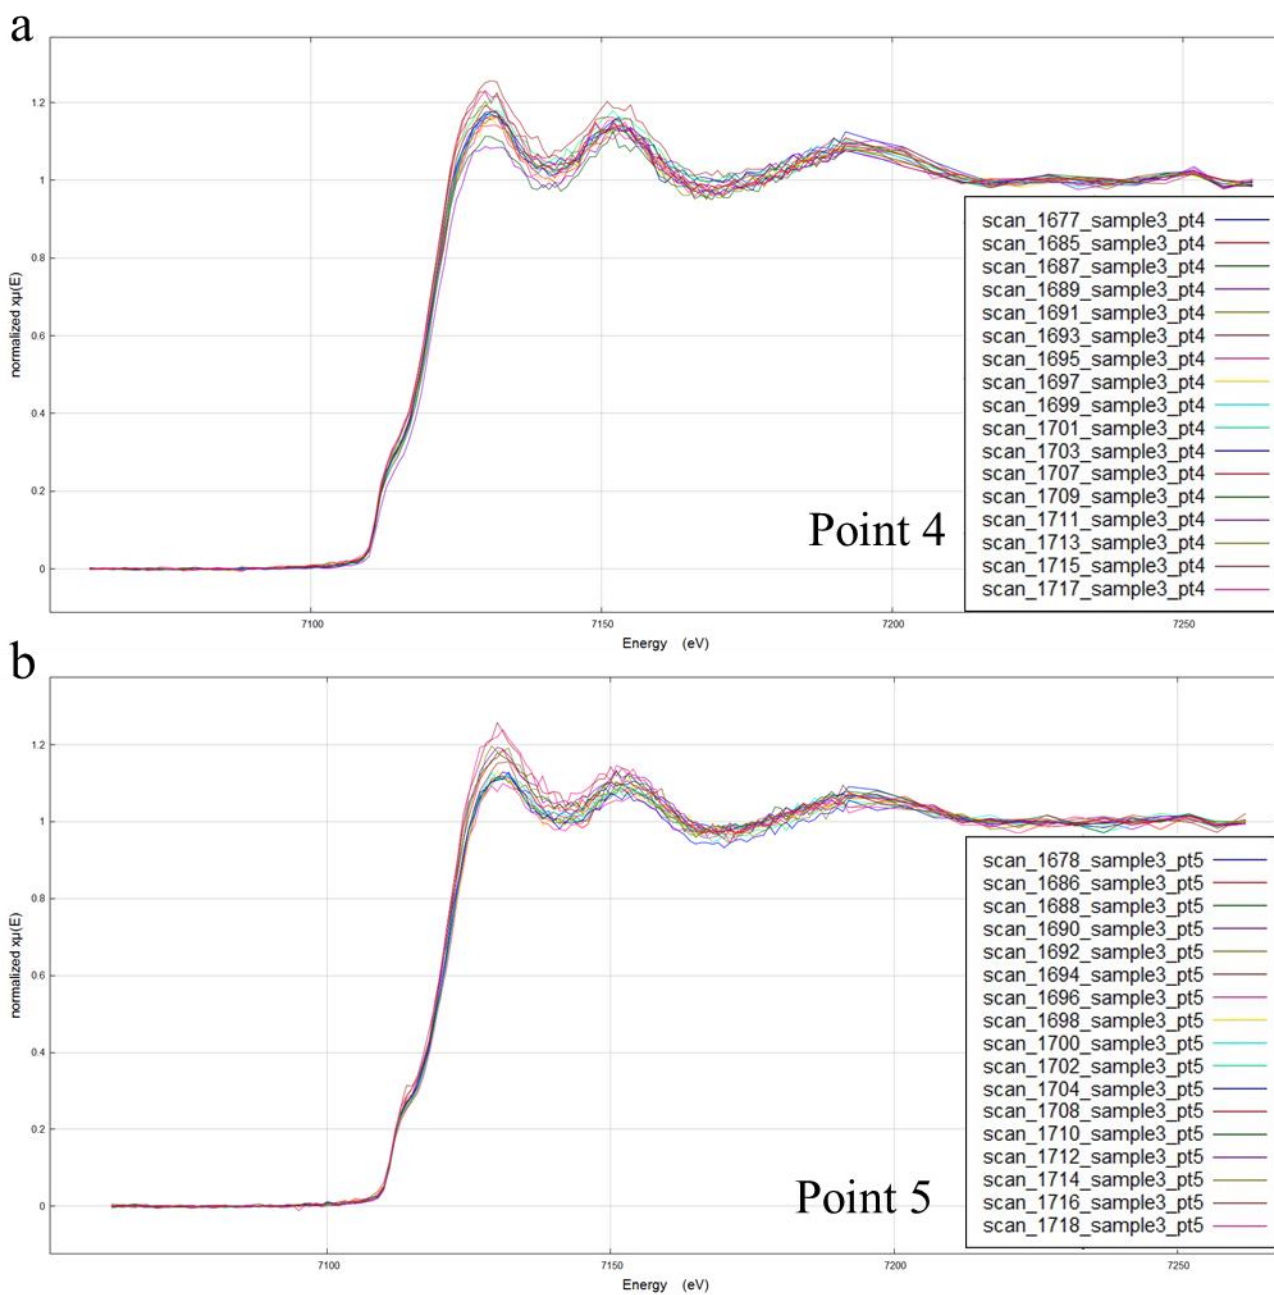 a
1.2
1
0.8
0.6
0.4
0.2
0
normalized xμ(E)
7100
7150
7200
7250
Energy (eV)
scan_1677_sample3_pt4
scan_1685_sample3_pt4
scan_1687_sample3_pt4
scan_1689_sample3_pt4
scan_1691_sample3_pt4
scan_1693_sample3_pt4
scan_1695_sample3_pt4
scan_1697_sample3_pt4
scan_1699_sample3_pt4
scan_1701_sample3_pt4
scan_1703_sample3_pt4
scan_1707_sample3_pt4
scan_1709_sample3_pt4
scan_1711_sample3_pt4
scan_1713_sample3_pt4
scan_1715_sample3_pt4
scan_1717_sample3_pt4
Point 4
b
1.2
1
0.8
0.6
0.4
0.2
0
normalized xμ(E)
7100
7150
7200
7250
Energy (eV)
scan_1678_sample3_pt5
scan_1686_sample3_pt5
scan_1688_sample3_pt5
scan_1690_sample3_pt5
scan_1692_sample3_pt5
scan_1694_sample3_pt5
scan_1696_sample3_pt5
scan_1698_sample3_pt5
scan_1700_sample3_pt5
scan_1702_sample3_pt5
scan_1704_sample3_pt5
scan_1708_sample3_pt5
scan_1710_sample3_pt5
scan_1712_sample3_pt5
scan_1714_sample3_pt5
scan_1716_sample3_pt5
scan_1718_sample3_pt5
Point 5